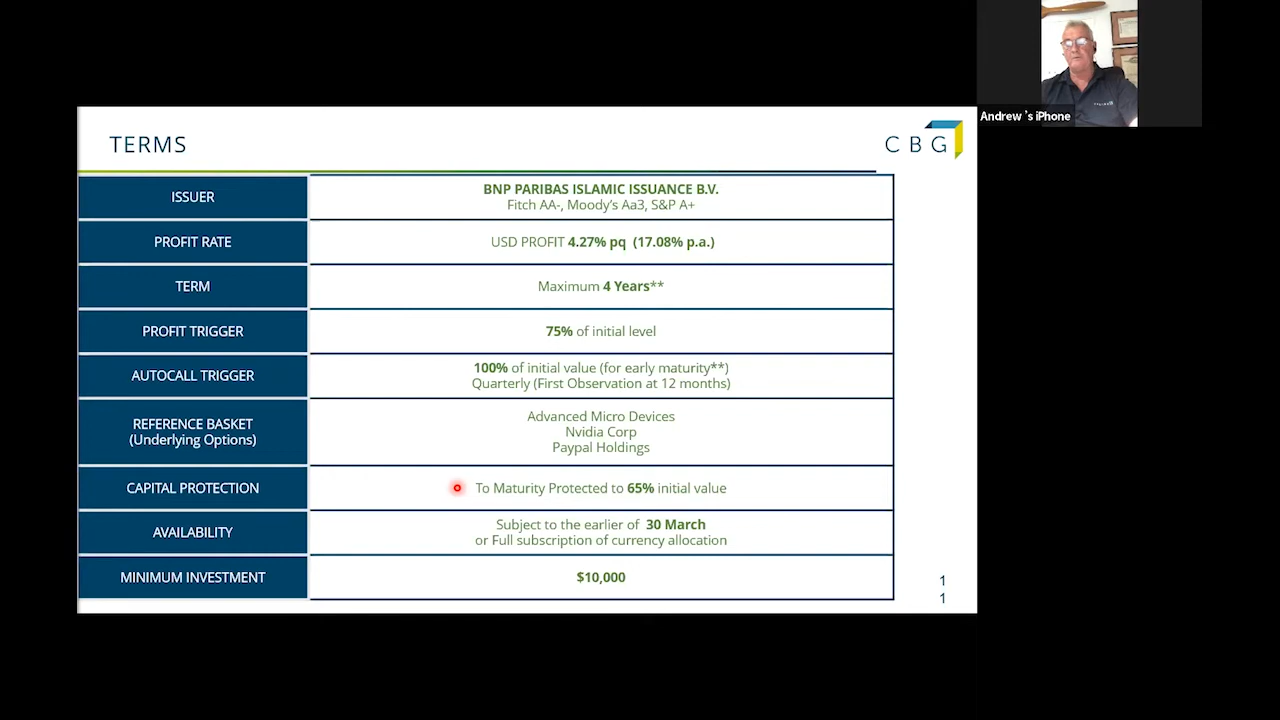 Andrew 's iPhone
TERMS
CBG
ISSUER
BNP PARIBAS ISLAMIC ISSUANCE B.V.
Fitch AA-, Moody's Aa3, S&P A+
PROFIT RATE
USD PROFIT 4.27% pq (17.08% p.a.)
TERM
Maximum 4 Years**
PROFIT TRIGGER
75% of initial level
AUTOCALL TRIGGER
100% of initial value (for early maturity**)
Quarterly (First Observation at 12 months)
REFERENCE BASKET
(Underlying Options)
Advanced Micro Devices
Nvidia Corp
Paypal Holdings
CAPITAL PROTECTION
To Maturity Protected to 65% initial value
AVAILABILITY
Subject to the earlier of 30 March
or Full subscription of currency allocation
MINIMUM INVESTMENT
$10,000
1
1